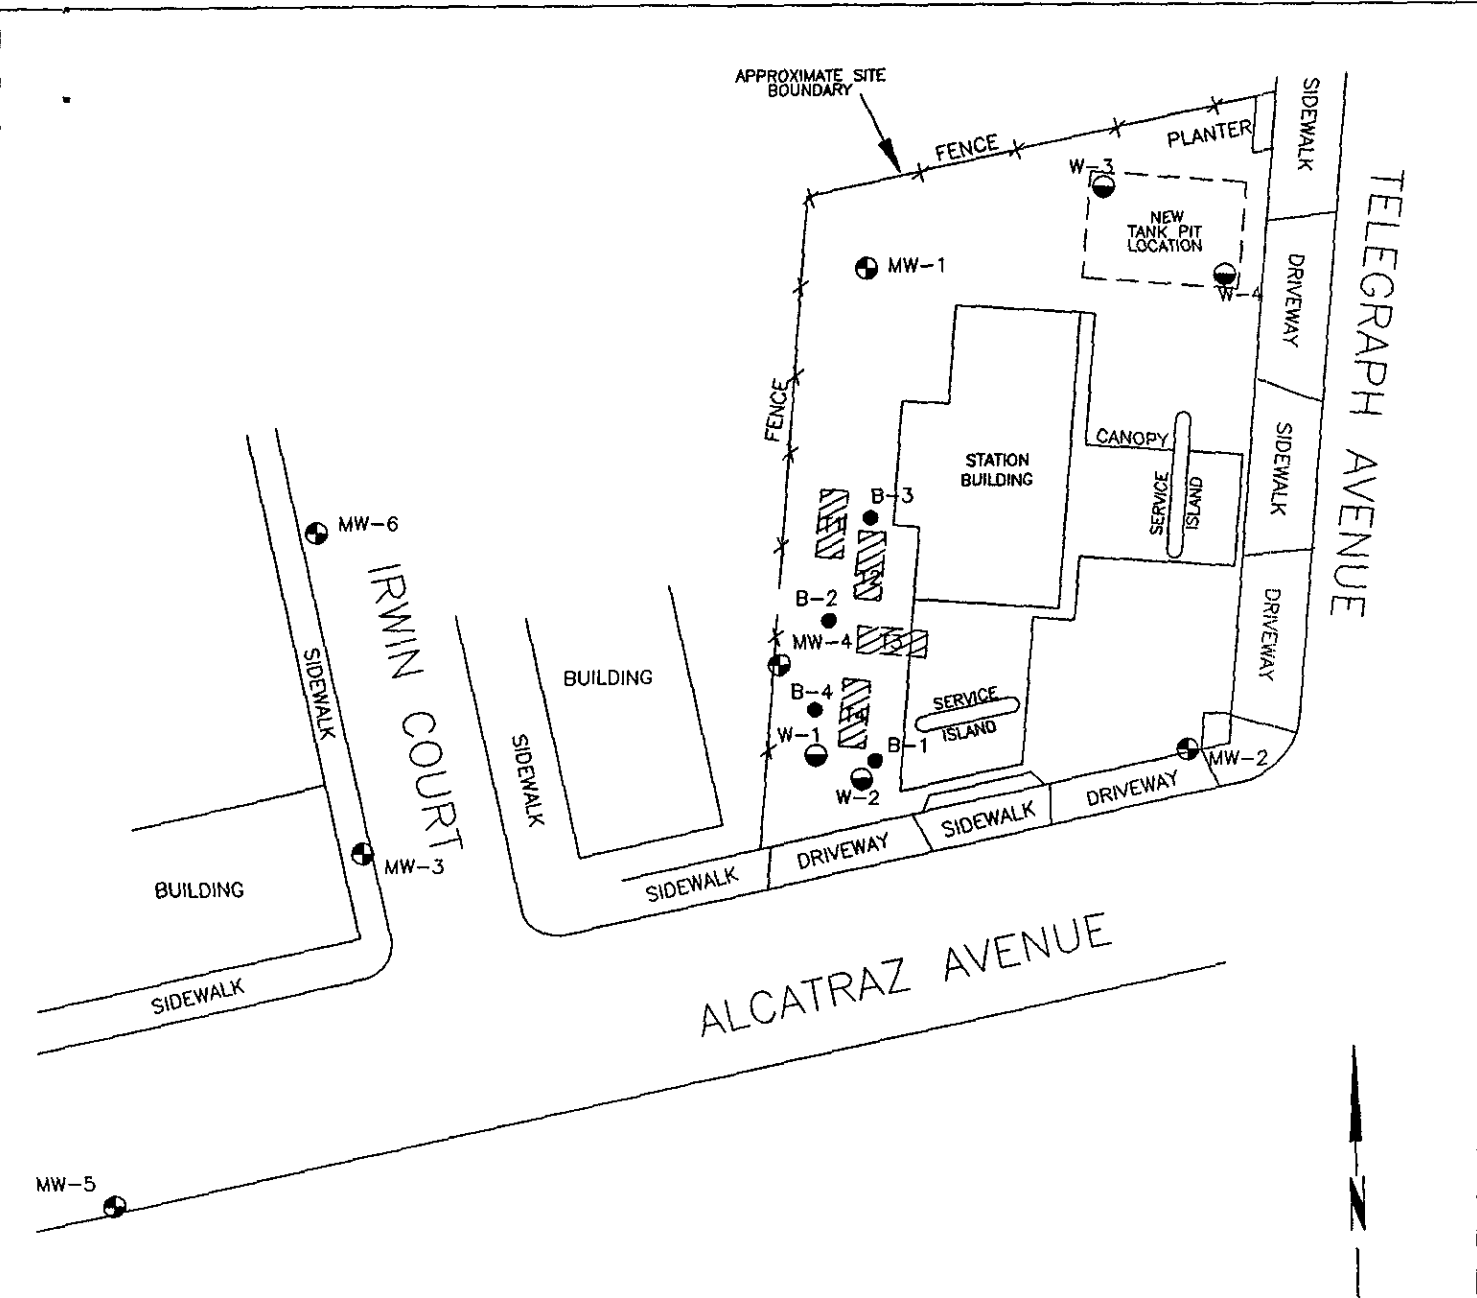 APPROXIMATE SITE
BOUNDARY
FENCE
PLANTER
SIDEWALK
W-3
NEW
TANK PIT
LOCATION
W-4
MW-1
DRIVEWAY
TELEGRAPH AVENUE
FENCE
CANOPY
SERVICE
ISLAND
SIDEWALK
STATION
BUILDING
B-3
T1
T2
MW-6
IRWIN COURT
B-2
MW-4
T3
DRIVEWAY
SIDEWALK
BUILDING
B-4
T4
SERVICE
ISLAND
W-1
B-1
W-2
MW-2
SIDEWALK
DRIVEWAY
SIDEWALK
DRIVEWAY
SIDEWALK
MW-3
BUILDING
SIDEWALK
ALCATRAZ AVENUE
MW-5
N